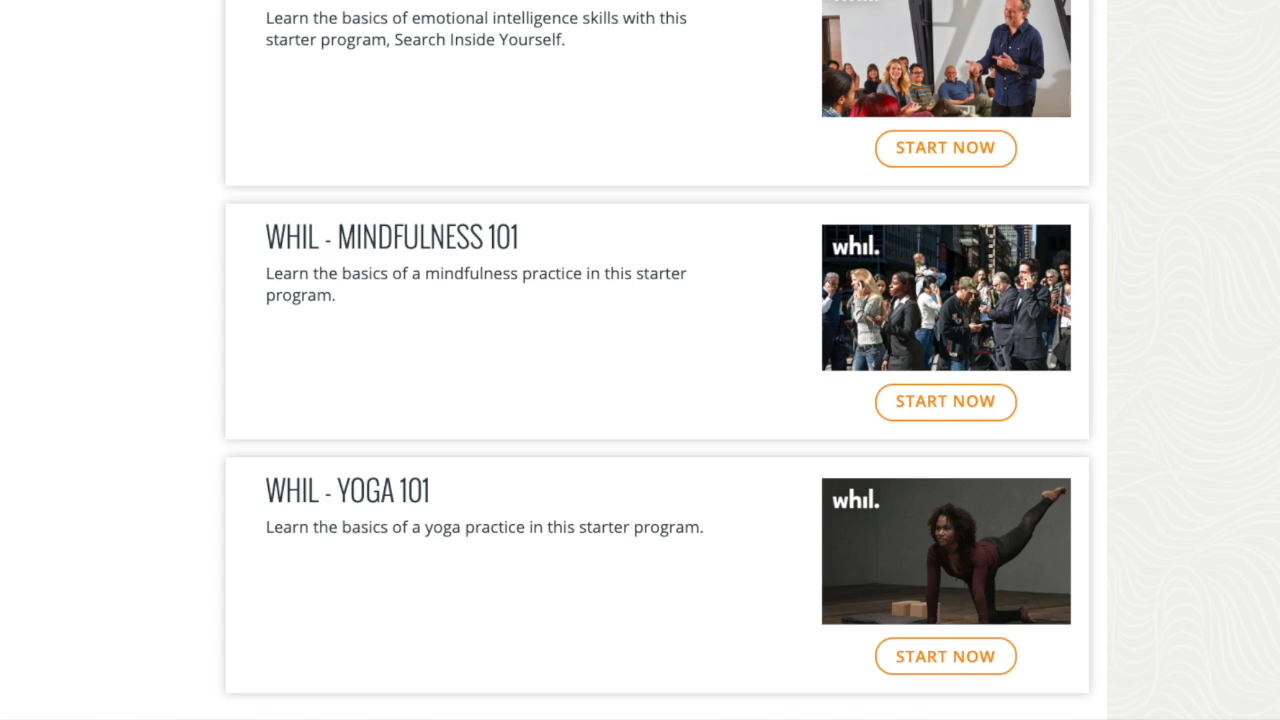 Learn the basics of emotional intelligence skills with this
starter program, Search Inside Yourself.
START NOW
WHIL - MINDFULNESS 101
Learn the basics of a mindfulness practice in this starter
program.
whil.
START NOW
WHIL - YOGA 101
Learn the basics of a yoga practice in this starter program.
whil.
START NOW